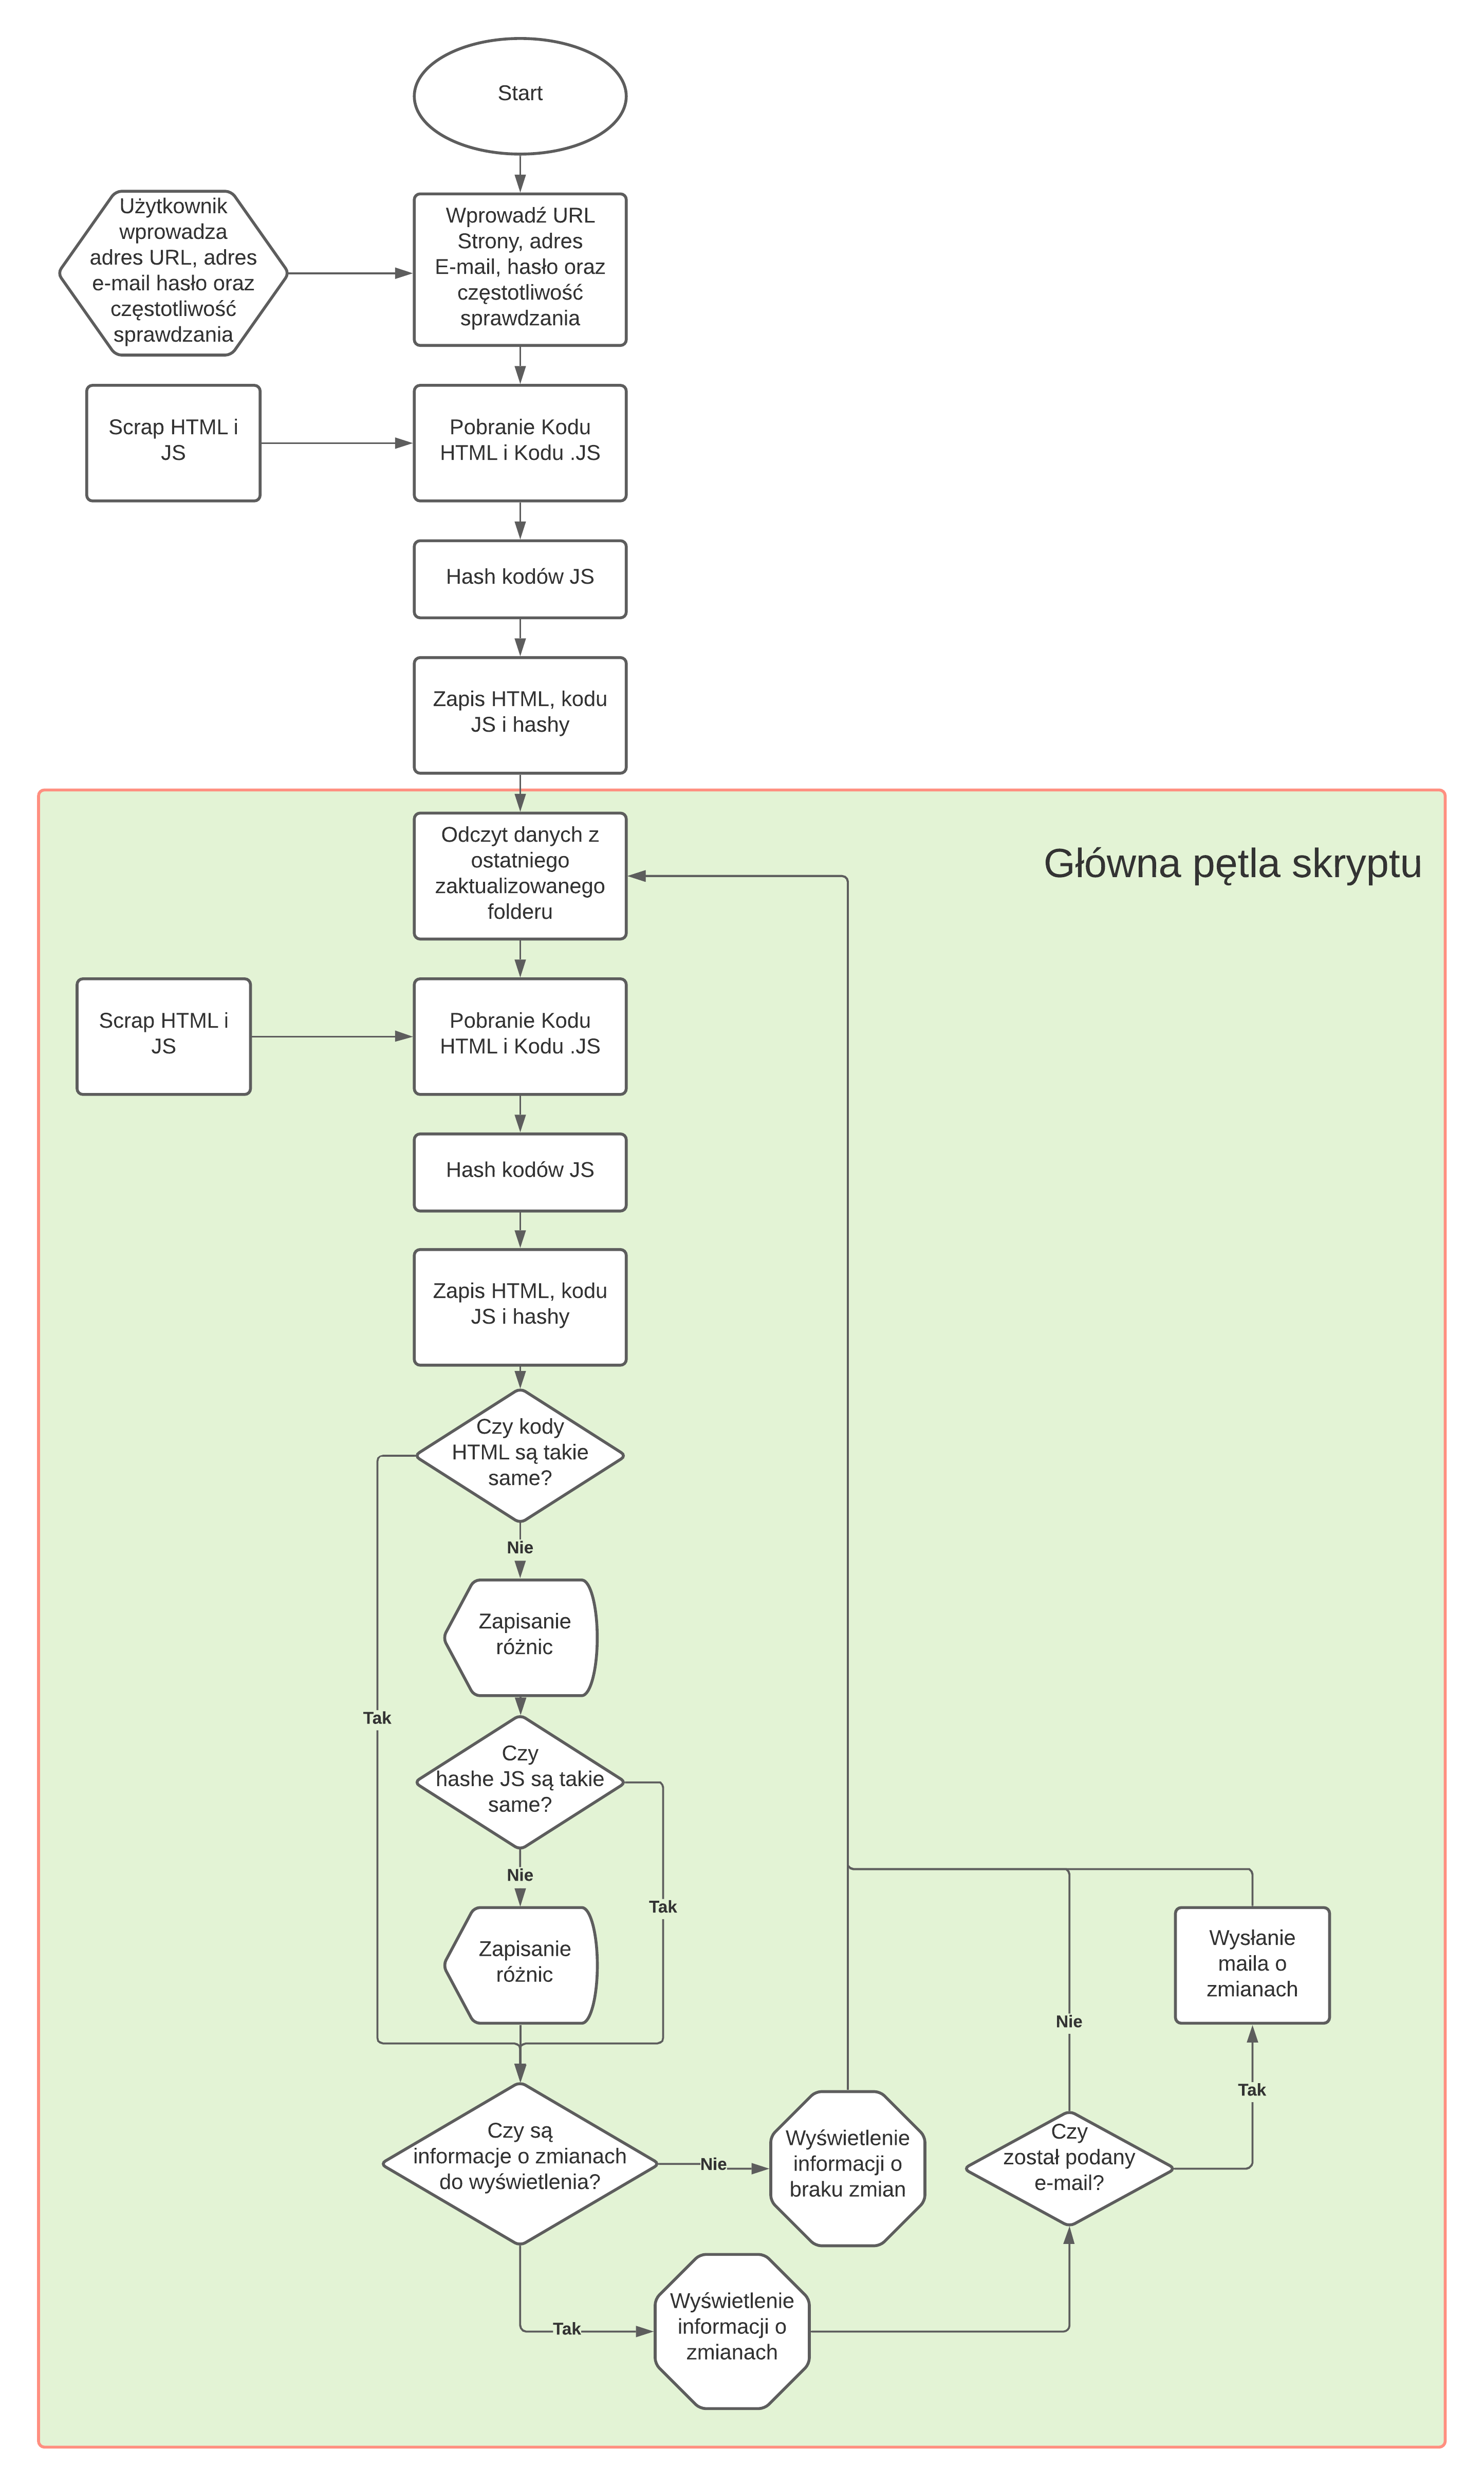 Start
Użytkownik
wprowadza
adres URL, adres
e-mail hasło oraz
częstotliwość
sprawdzania
Wprowadź URL
Strony, adres
E-mail, hasło oraz
częstotliwość
sprawdzania
Scrap HTML i
JS
Pobranie Kodu
HTML i Kodu .JS
Hash kodów JS
Zapis HTML, kodu
JS i hashy
Główna pętla skryptu
Odczyt danych z
ostatniego
zaktualizowanego
folderu
Scrap HTML i
JS
Pobranie Kodu
HTML i Kodu .JS
Hash kodów JS
Zapis HTML, kodu
JS i hashy
Czy kody
HTML są takie
same?
Nie
Zapisanie
różnic
Tak
Czy
hashe JS są takie
same?
Nie
Tak
Zapisanie
różnic
Wysłanie
maila o
zmianach
Nie
Tak
Czy są
informacje o zmianach
do wyświetlenia?
Nie
Wyświetlenie
informacji o
braku zmian
Czy
został podany
e-mail?
Tak
Wyświetlenie
informacji o
zmianach